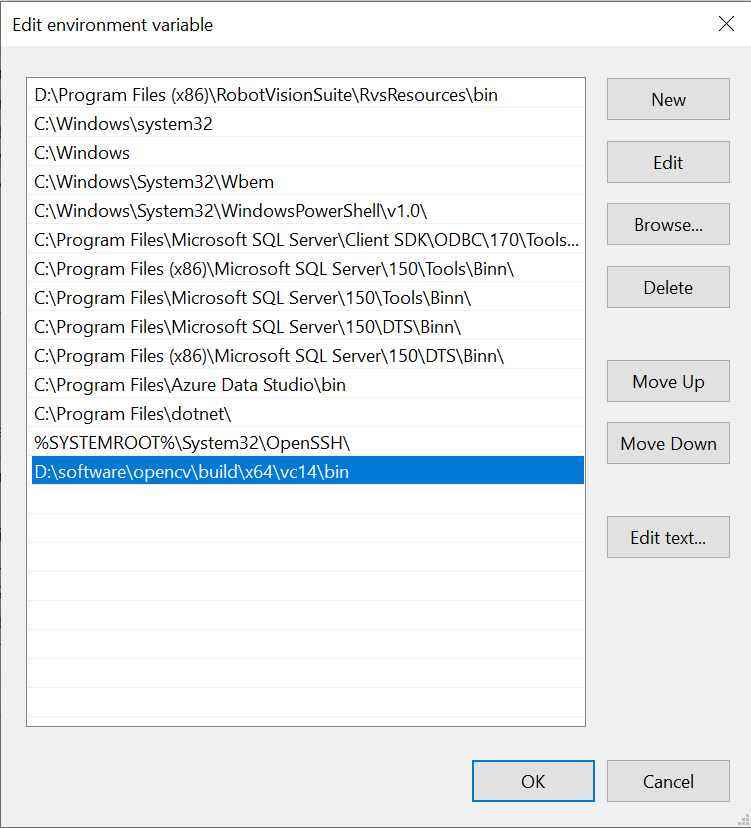 Edit environment variable
D:\Program Files (x86)\RobotVisionSuite\RvsResources\bin
C:\Windows\system32
C:\Windows
C:\Windows\System32\Wbem
C:\Windows\System32\WindowsPowerShell\v1.0\
C:\Program Files\Microsoft SQL Server\Client SDK\ODBC\170\Tools...
C:\Program Files (x86)\Microsoft SQL Server\150\Tools\Binn\
C:\Program Files\Microsoft SQL Server\150\Tools\Binn\
C:\Program Files\Microsoft SQL Server\150\DTS\Binn\
C:\Program Files (x86)\Microsoft SQL Server\150\DTS\Binn\
C:\Program Files\Azure Data Studio\bin
C:\Program Files\dotnet\
%SYSTEMROOT%\System32\OpenSSH\
D:\software\opencv\build\x64\vc14\bin
New
Edit
Browse...
Delete
Move Up
Move Down
Edit text...
OK
Cancel